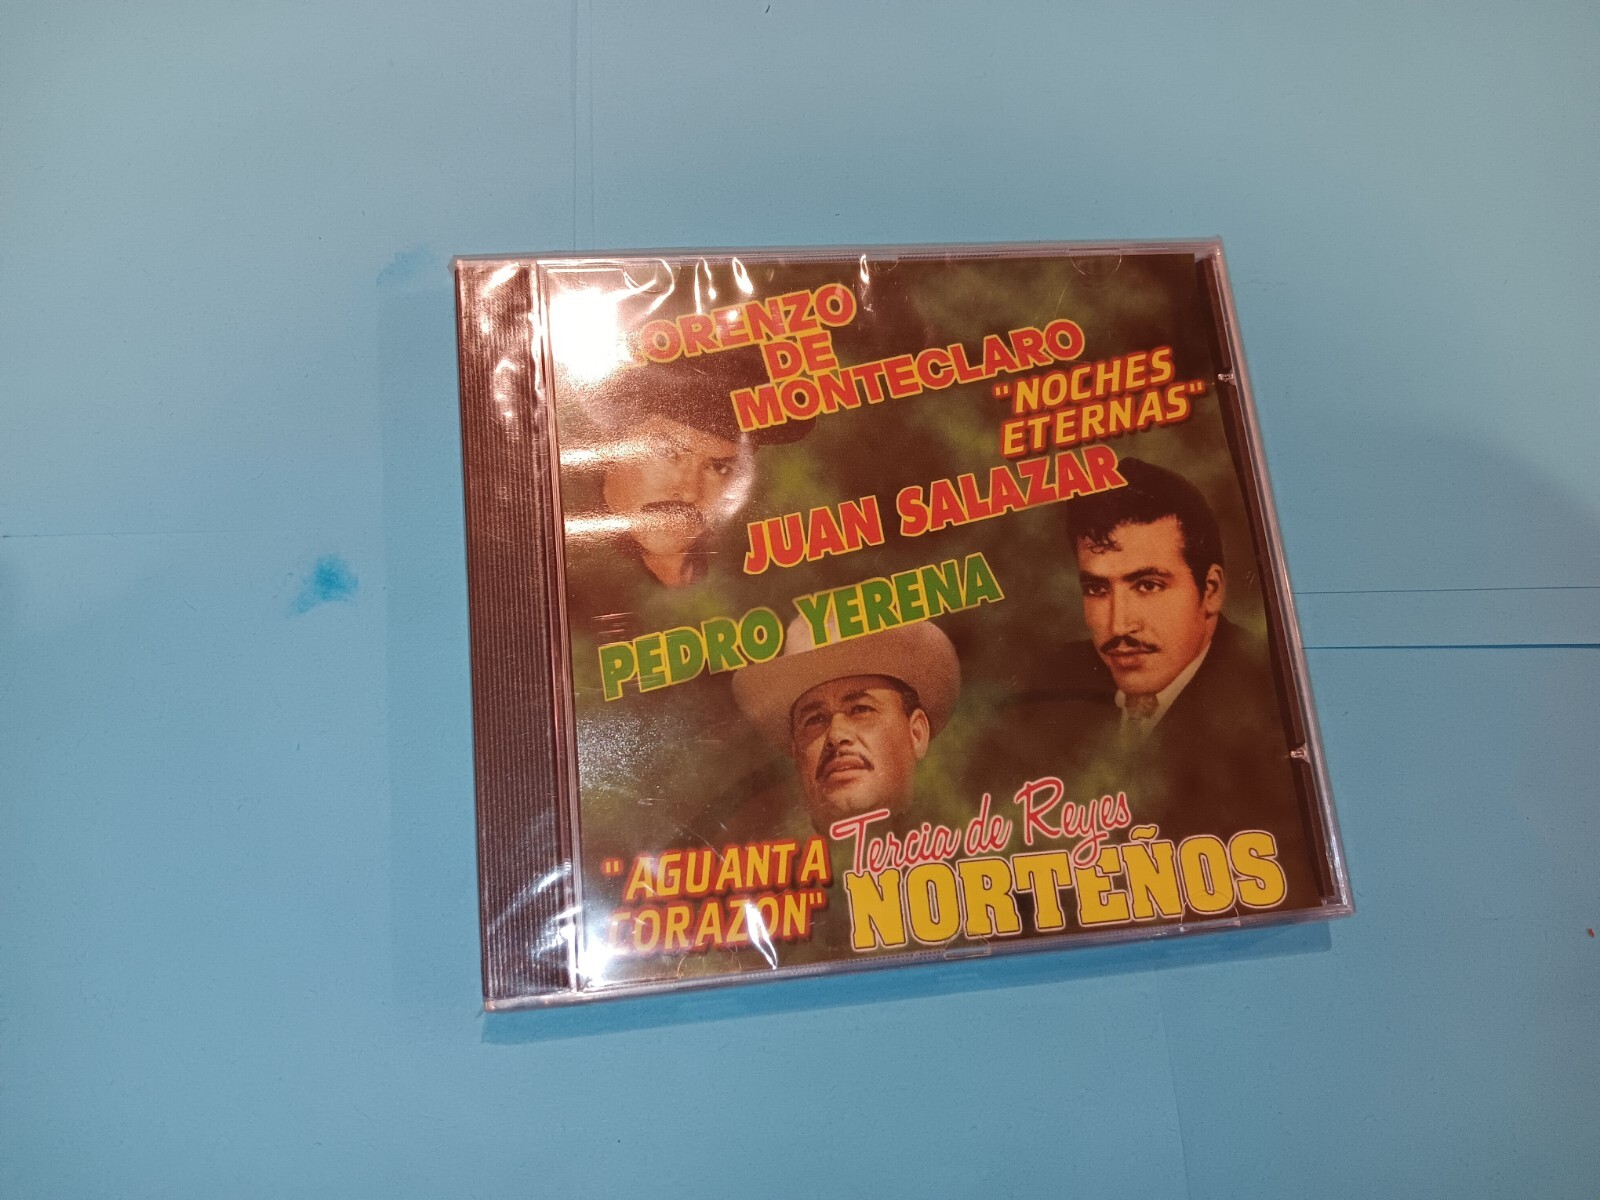 LORENZO
DE
MONTECLARO
"NOCHES
ETERNAS"
JUAN SALAZAR
PEDRO YERENA
"AGUANTA
CORAZON"
Tercia de Reyes
NORTEÑOS